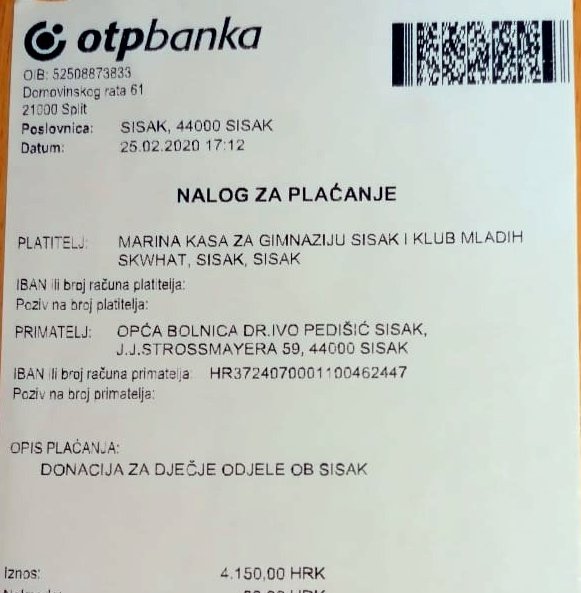 otpbanka
OIB: 52508873833
Domovinskog rata 61
21000 Split
Poslovnica: SISAK, 44000 SISAK
Datum: 25.02.2020 17:12
NALOG ZA PLAĆANJE
PLATITELJ: MARINA KASA ZA GIMNAZIJU SISAK I KLUB MLADIH
SKWHAT, SISAK, SISAK
IBAN ili broj računa platitelja:
Poziv na broj platitelja:
PRIMATELJ: OPĆA BOLNICA DR.IVO PEDIŠIĆ SISAK,
J.J.STROSSMAYERA 59, 44000 SISAK
IBAN ili broj računa primatelja: HR3724070001100462447
Poziv na broj primatelja:
OPIS PLAĆANJA:
DONACIJA ZA DJEČJE ODJELE OB SISAK
Iznos: 4.150,00 HRK